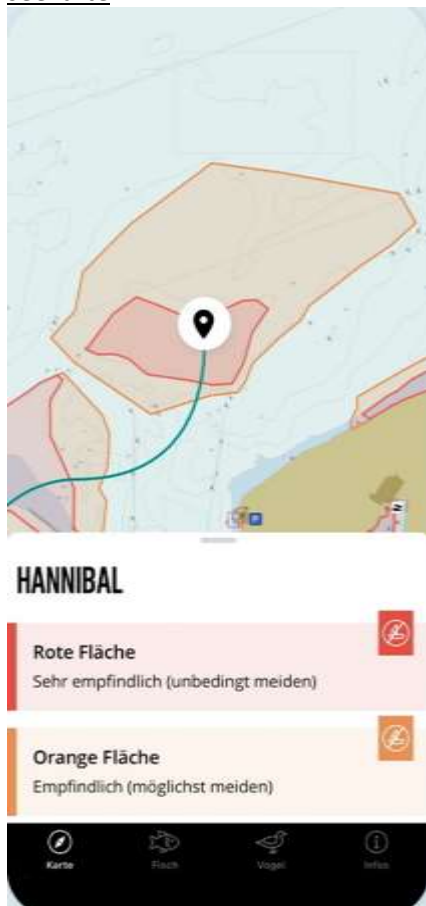 HANNIBAL
Rote Fläche
Sehr empfindlich (unbedingt meiden)
Orange Fläche
Empfindlich (möglichst meiden)
Karte
Fisch
Vogel
Infos